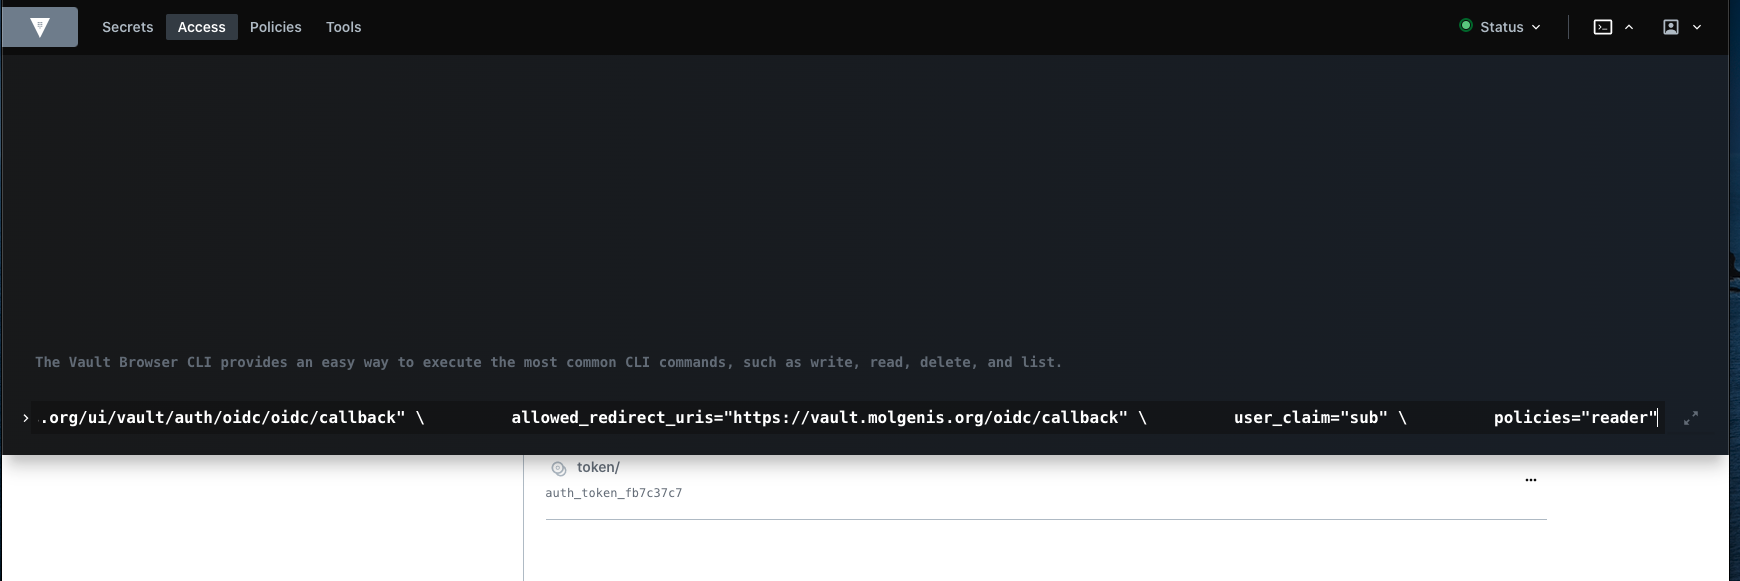 Secrets Access Policies Tools Status
The Vault Browser CLI provides an easy way to execute the most common CLI commands, such as write, read, delete, and list.
.org/ui/vault/auth/oidc/oidc/callback" \ allowed_redirect_uris="https://vault.molgenis.org/oidc/callback" \ user_claim="sub" \ policies="reader"
token/
auth_token_fb7c37c7